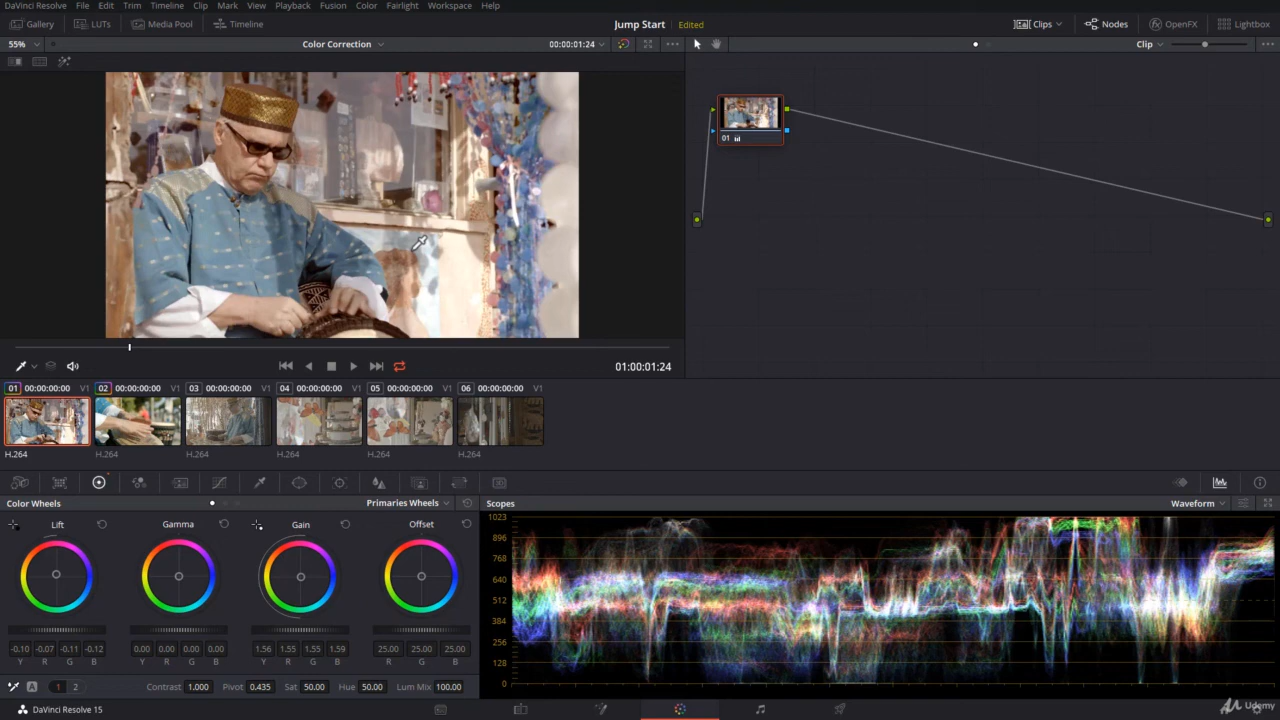 DaVinci Resolve File Edit Trim Timeline Clip Mark View Playback Fusion Color Fairlight Workspace Help
Gallery LUTs Media Pool Timeline Jump Start Edited Clips Nodes OpenFX Lightbox
55% Color Correction 00:00:01:24 Clip
01
01:00:01:24
01 00:00:00:00 V1 02 00:00:00:00 V1 03 00:00:00:00 V1 04 00:00:00:00 V1 05 00:00:00:00 V1 06 00:00:00:00 V1
H.264 H.264 H.264 H.264 H.264 H.264
Color Wheels Primaries Wheels Scopes Waveform
Lift Gamma Gain Offset
-0.10 -0.07 -0.11 -0.12 0.00 0.00 0.00 0.00 1.56 1.55 1.55 1.59 25.00 25.00 25.00
Y R G B Y R G B Y R G B R G B
A 1 2 Contrast 1.000 Pivot 0.435 Sat 50.00 Hue 50.00 Lum Mix 100.00
1023
896
768
640
512
384
256
128
0
DaVinci Resolve 15
Udemy